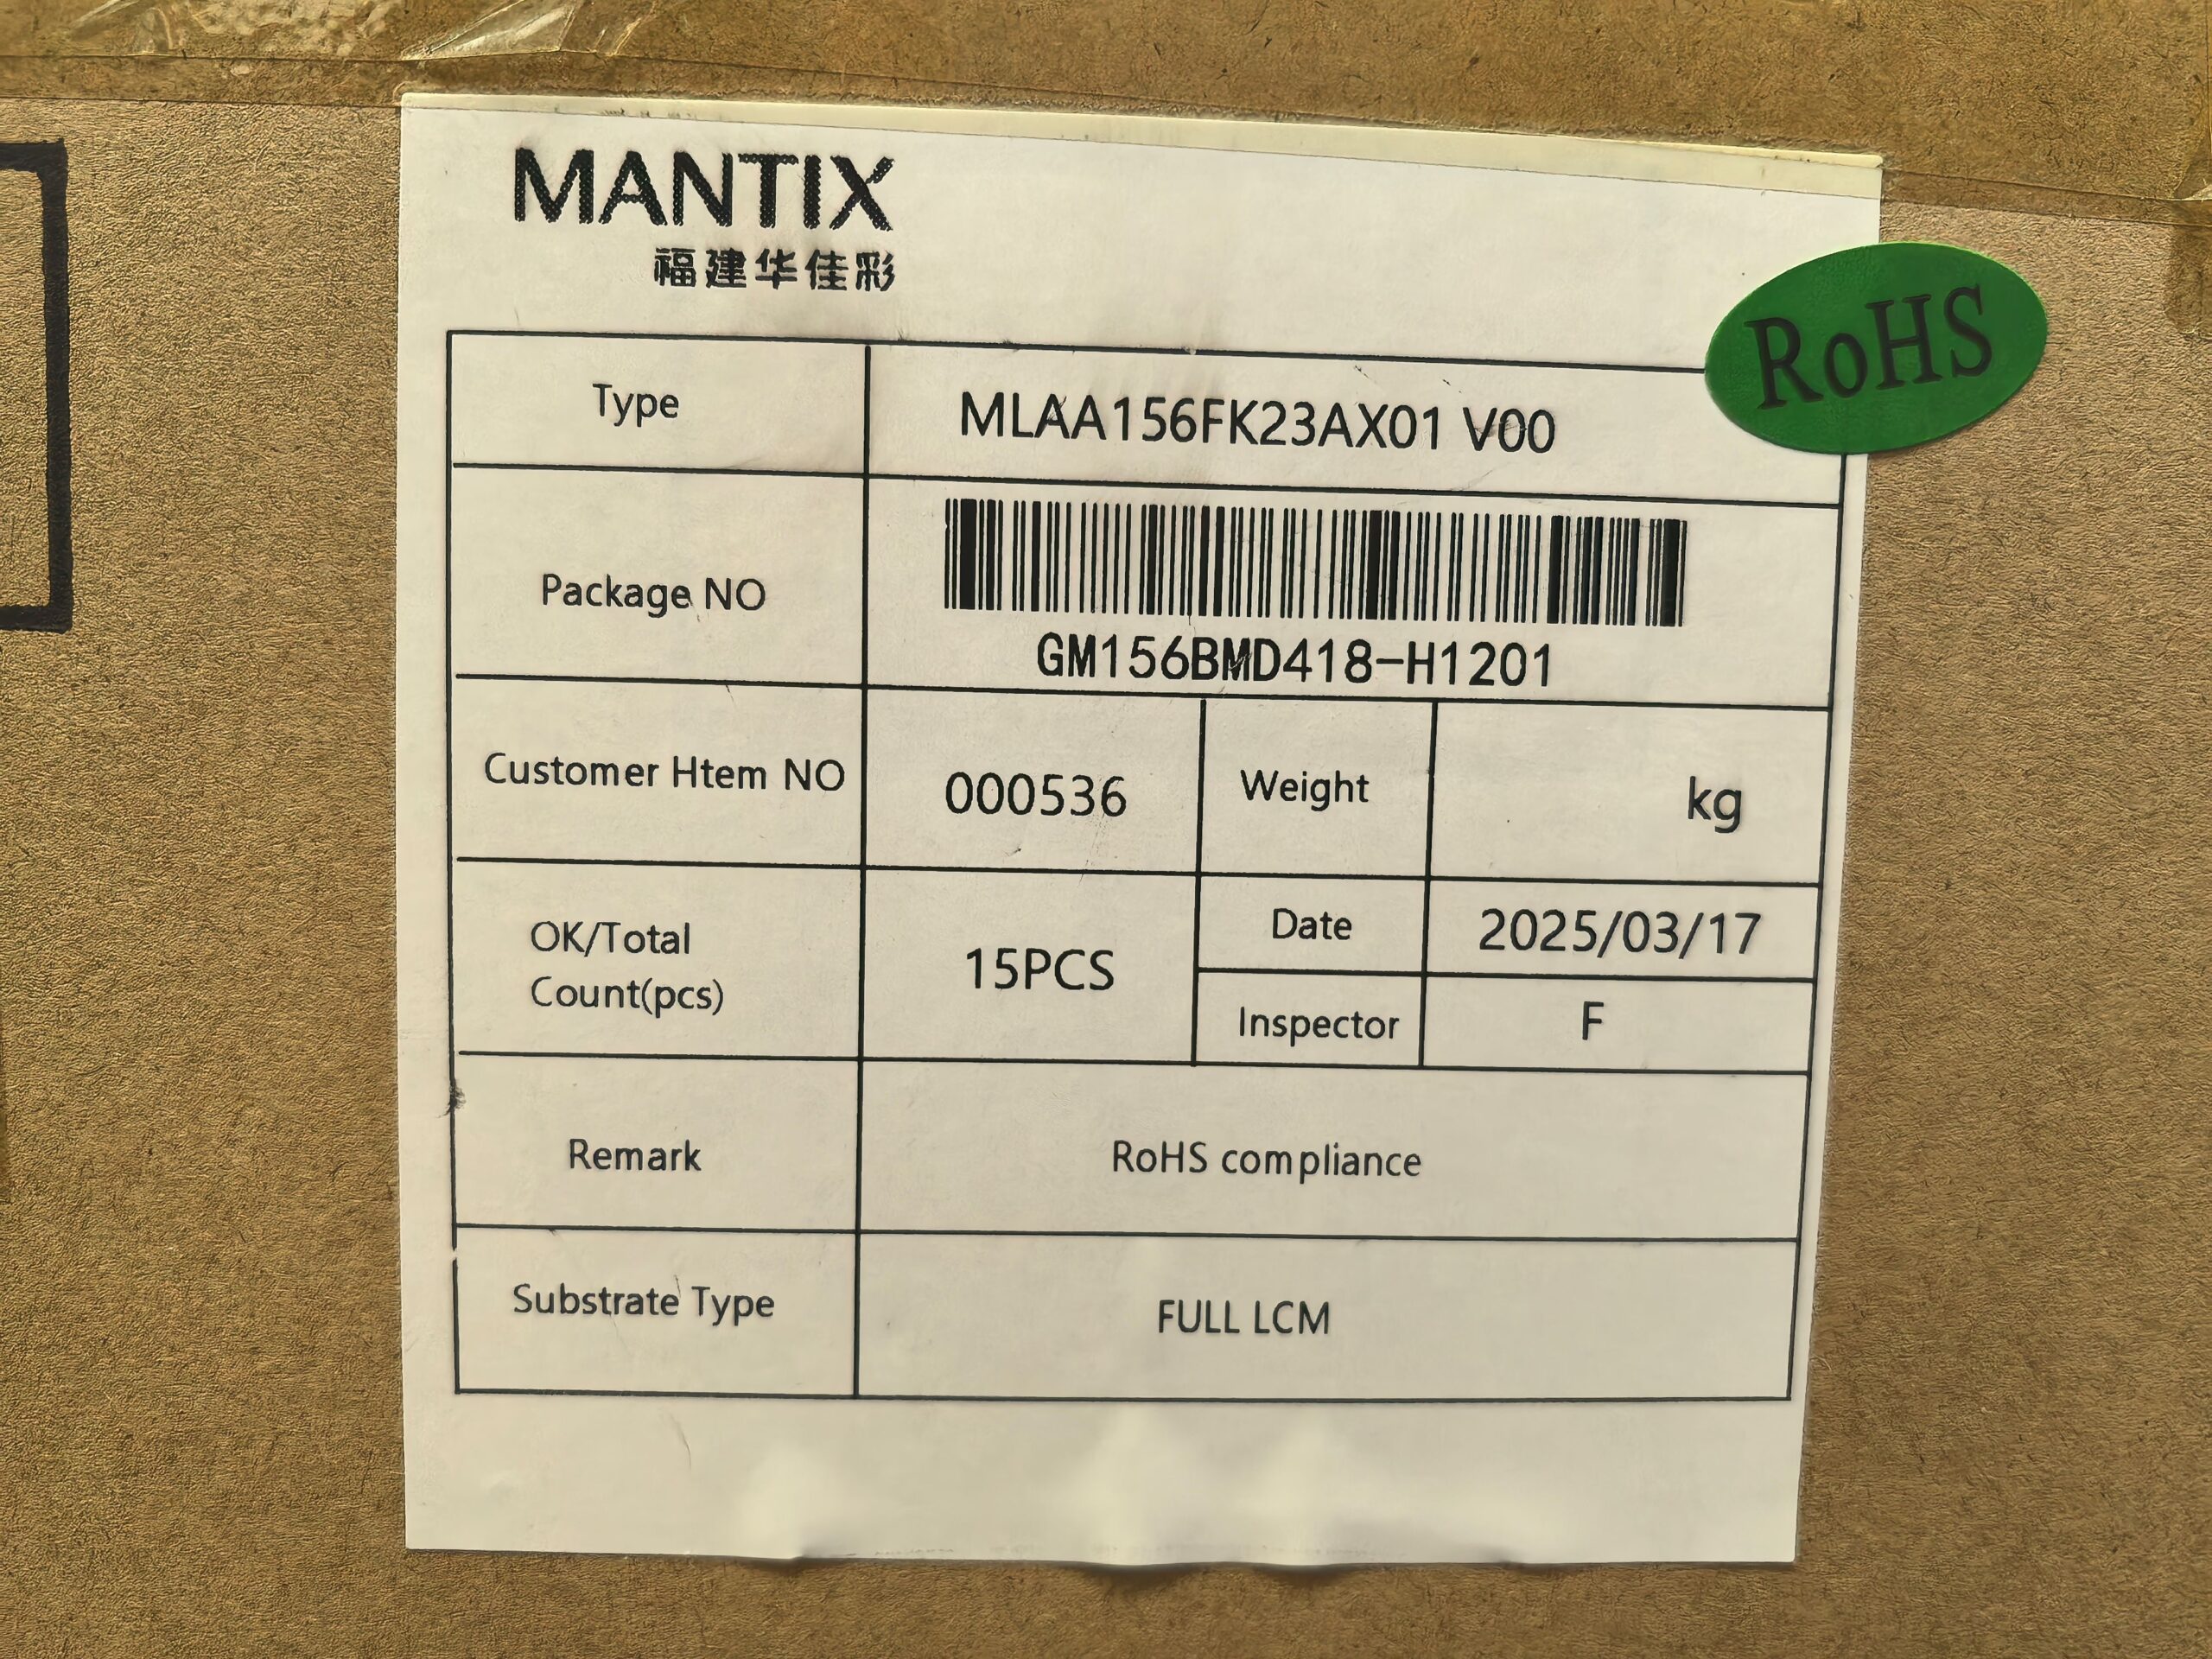 MANTIX
福建华佳彩
RoHS
Type
MLAA156FK23AX01 V00
Package NO
GM156BMD418-H1201
Customer Htem NO
000536
Weight
kg
OK/Total
Count(pcs)
15PCS
Date
2025/03/17
Inspector
F
Remark
RoHS compliance
Substrate Type
FULL LCM